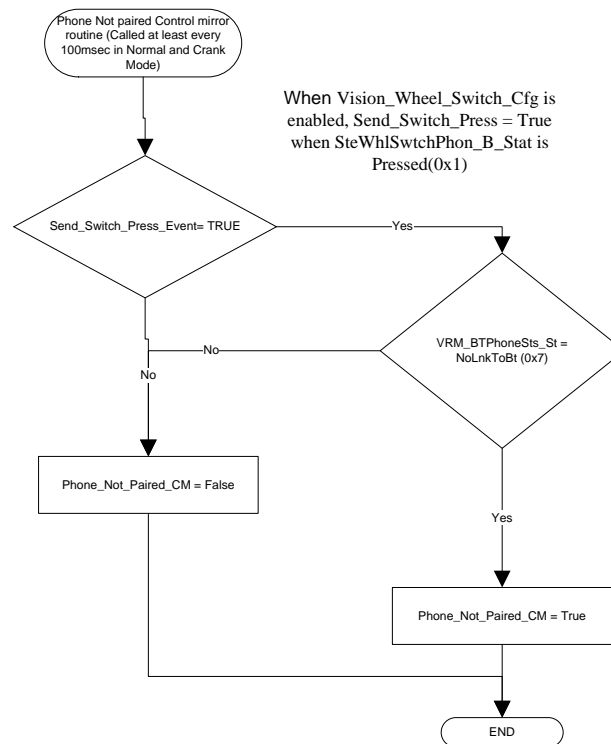 Phone Not paired Control mirror
routine (Called at least every
100msec in Normal and Crank
Mode)
When Vision_Wheel_Switch_Cfg is
enabled, Send_Switch_Press = True
when SteWhlSwtchPhon_B_Stat is
Pressed(0x1)
Send_Switch_Press_Event= TRUE
Yes
VRM_BTPhoneSts_St =
NoLnkToBt (0x7)
No
No
Phone_Not_Paired_CM = False
Yes
Phone_Not_Paired_CM = True
END